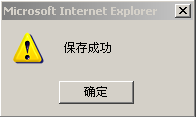 Microsoft Internet Explorer
保存成功
确定